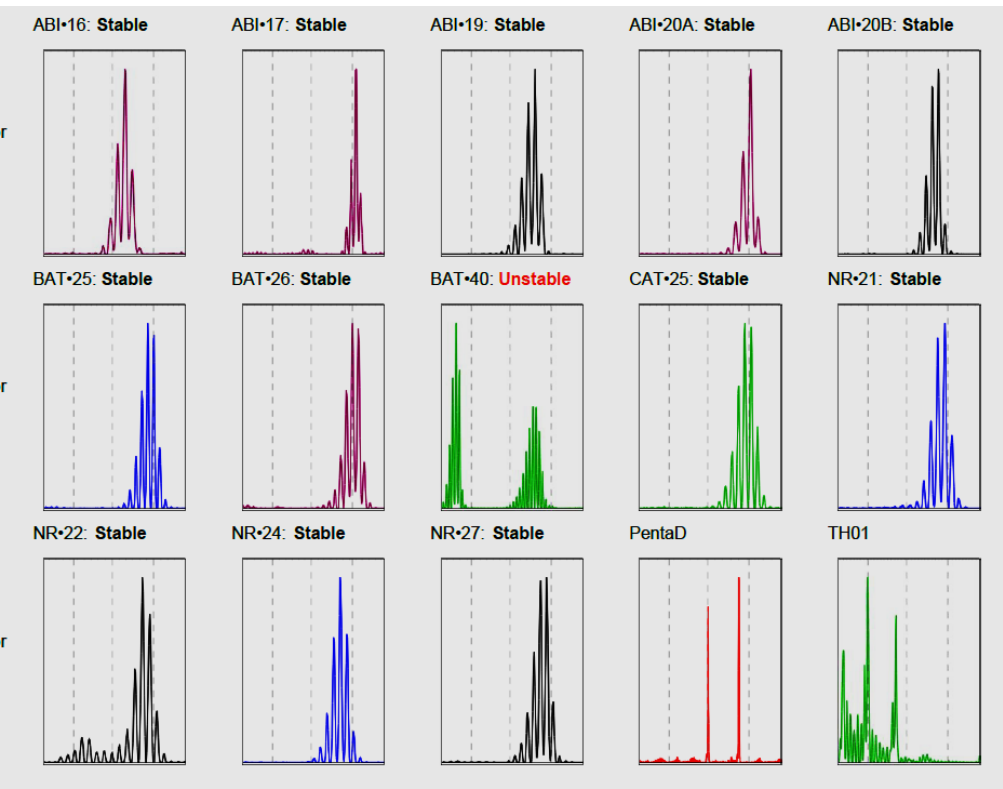 ABI•16: Stable ABI•17: Stable ABI•19: Stable ABI•20A: Stable ABI•20B: Stable
BAT•25: Stable BAT•26: Stable BAT•40: Unstable CAT•25: Stable NR•21: Stable
NR•22: Stable NR•24: Stable NR•27: Stable PentaD TH01